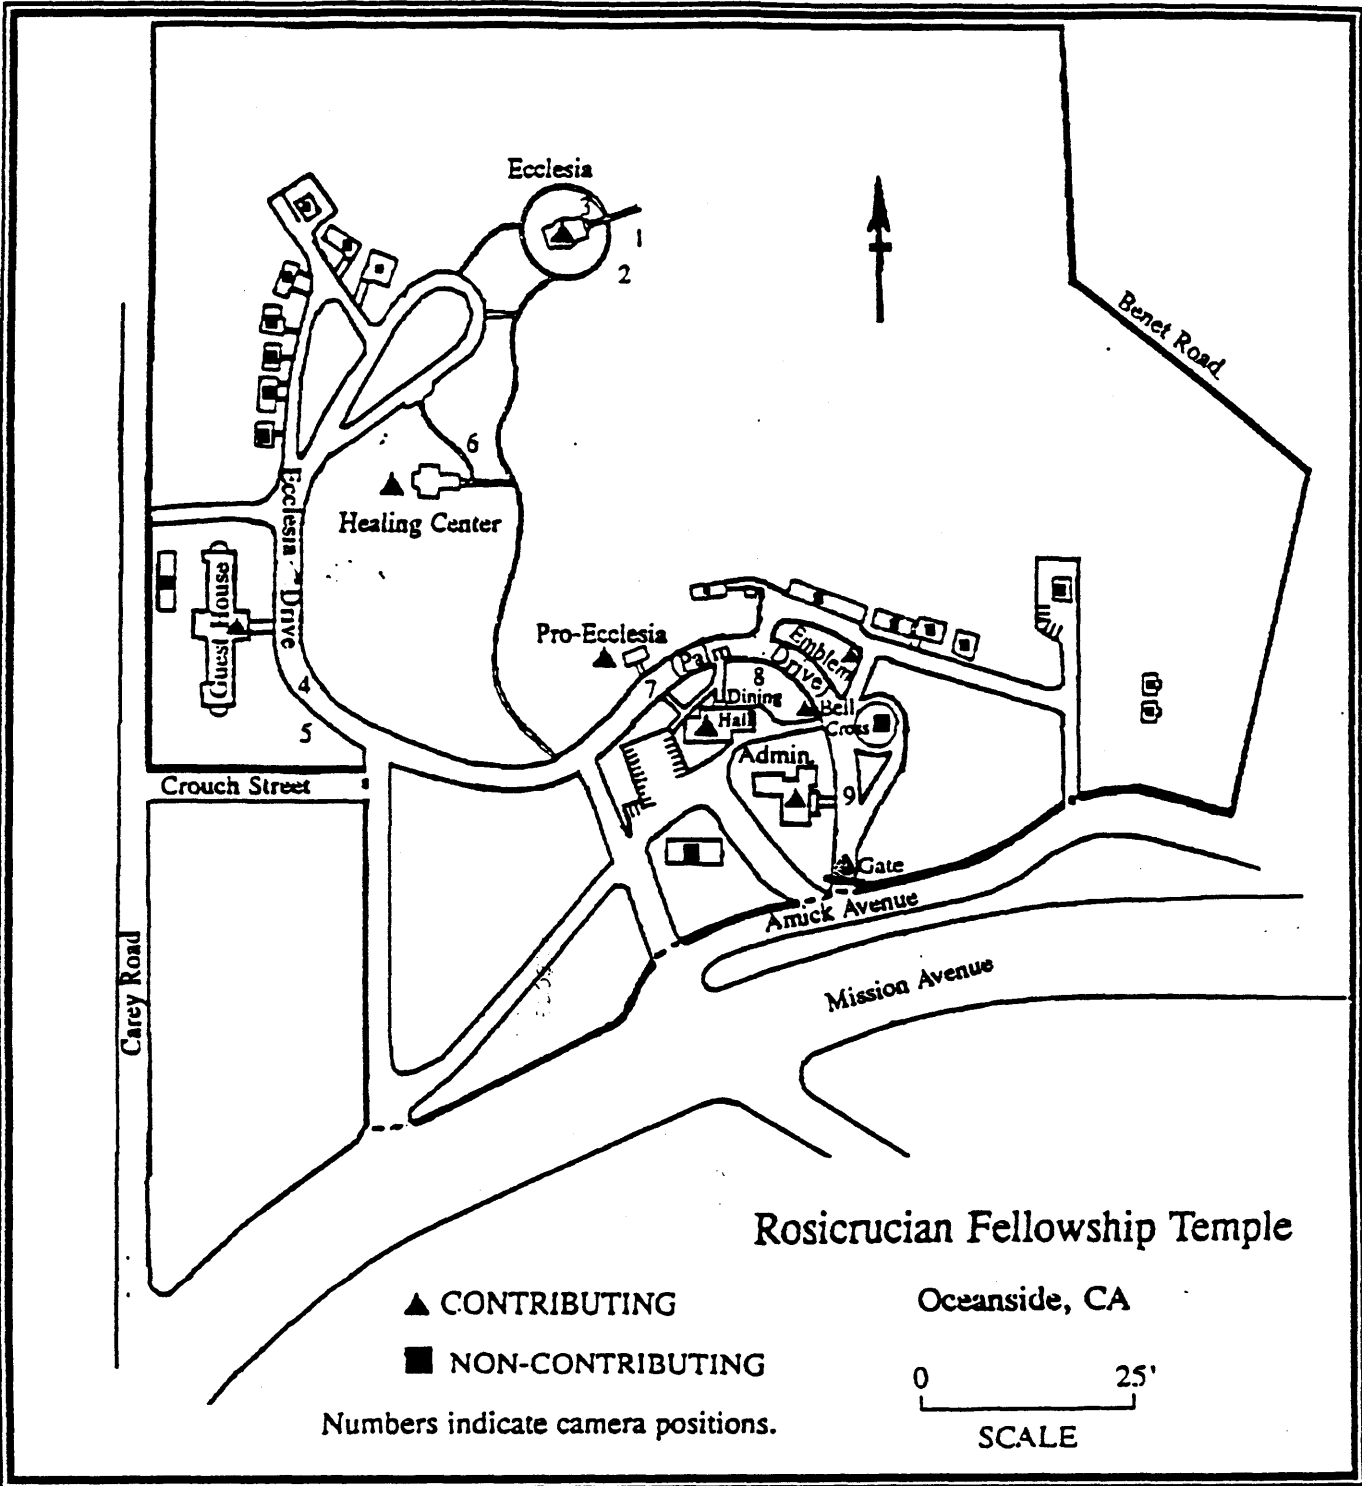 Ecclesia
3
1
2
Benet Road
6
Healing Center
Ecclesia Drive
Guest House
4
5
Pro-Ecclesia
7
Palm
Drive
Emblem
8
Dining
Hall
Bell
Cross
Admin.
9
Gate
Crouch Street
Amick Avenue
Mission Avenue
Carey Road
Rosicrucian Fellowship Temple
Oceanside, CA
CONTRIBUTING
NON-CONTRIBUTING
Numbers indicate camera positions.
0 25'
SCALE